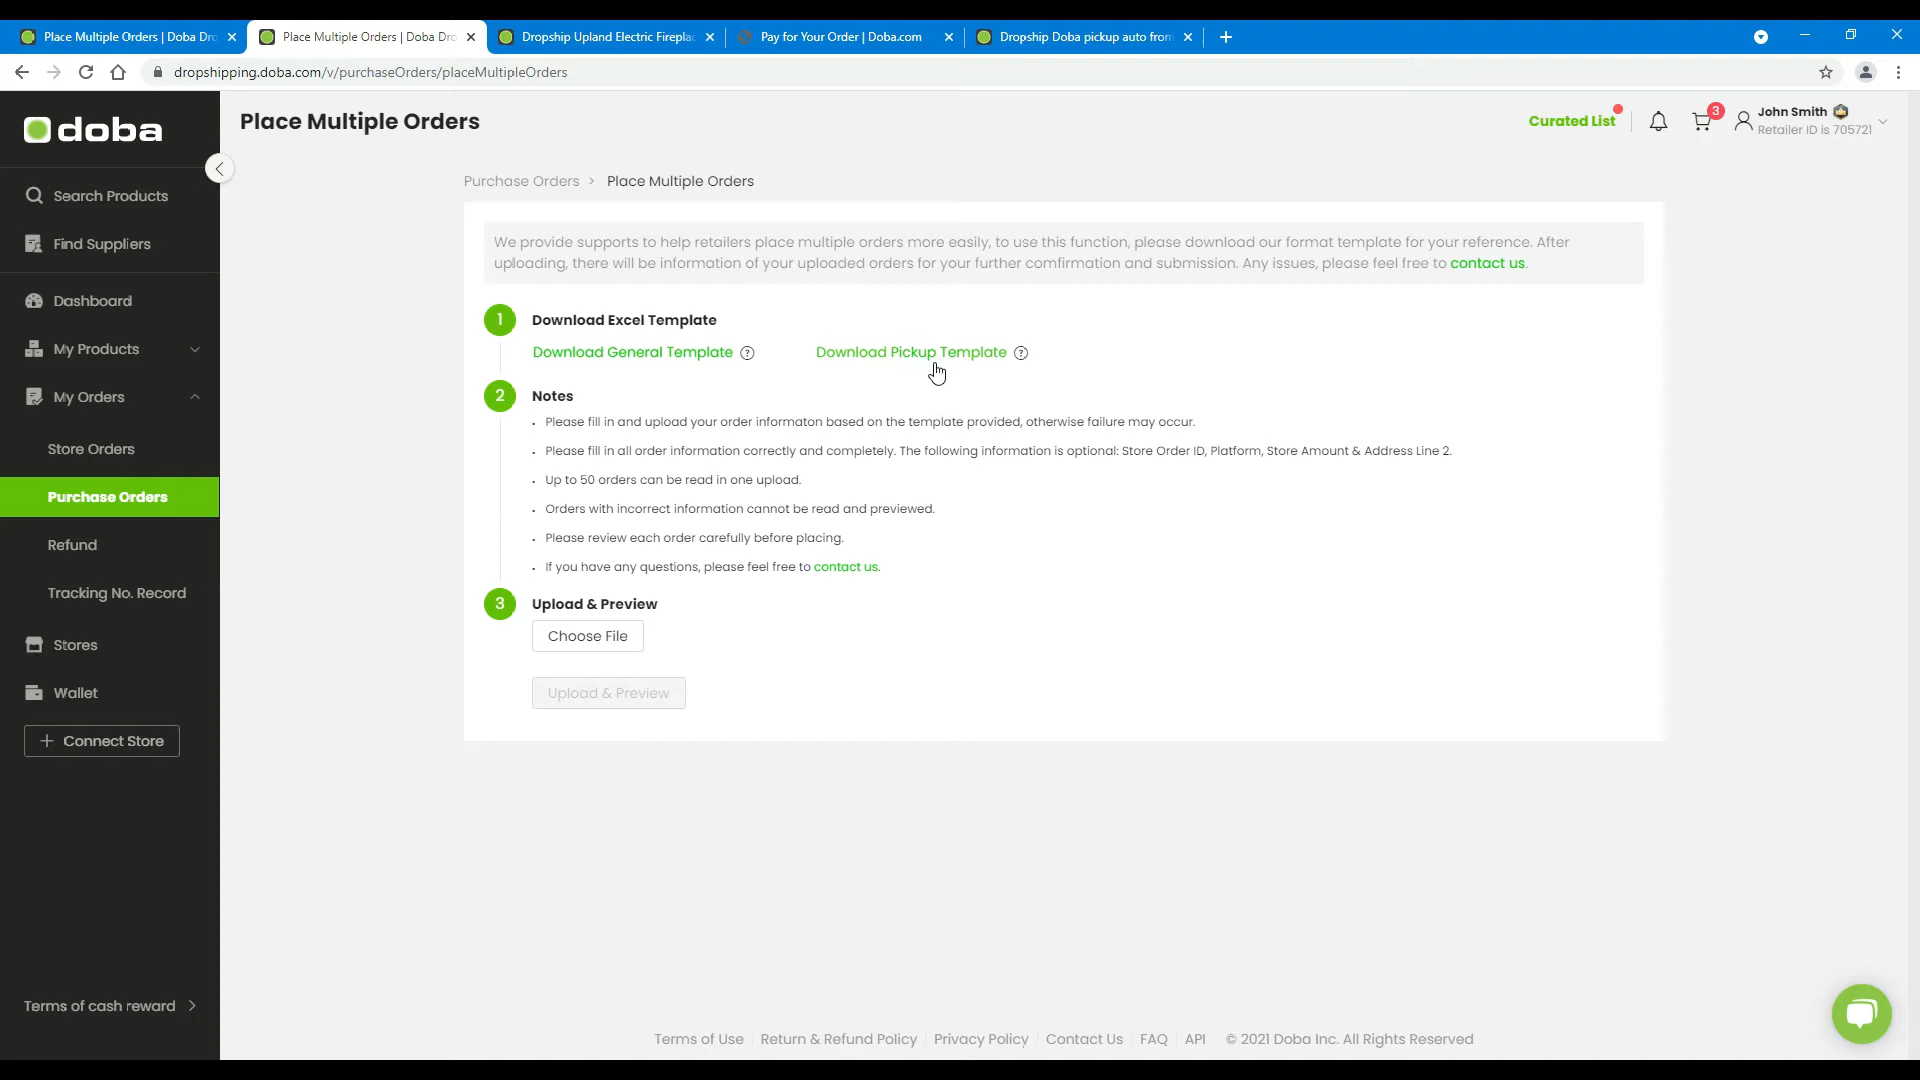 Place Multiple Orders | Doba Dro
Place Multiple Orders | Doba Dro
Dropship Upland Electric Fireplac
Pay for Your Order | Doba.com
Dropship Doba pickup auto from
dropshipping.doba.com/v/purchaseOrders/placeMultipleOrders
doba
Place Multiple Orders
Curated List
3
John Smith
Retailer ID is 705721
Search Products
Find Suppliers
Dashboard
My Products
My Orders
Store Orders
Purchase Orders
Refund
Tracking No. Record
Stores
Wallet
+ Connect Store
Terms of cash reward >
Purchase Orders > Place Multiple Orders
We provide supports to help retailers place multiple orders more easily, to use this function, please download our format template for your reference. After
uploading, there will be information of your uploaded orders for your further comfirmation and submission. Any issues, please feel free to contact us.
1 Download Excel Template
Download General Template ? Download Pickup Template ?
2 Notes
• Please fill in and upload your order informaton based on the template provided, otherwise failure may occur.
• Please fill in all order information correctly and completely. The following information is optional: Store Order ID, Platform, Store Amount & Address Line 2.
• Up to 50 orders can be read in one upload.
• Orders with incorrect information cannot be read and previewed.
• Please review each order carefully before placing.
• If you have any questions, please feel free to contact us.
3 Upload & Preview
Choose File
Upload & Preview
Terms of Use Return & Refund Policy Privacy Policy Contact Us FAQ API © 2021 Doba Inc. All Rights Reserved